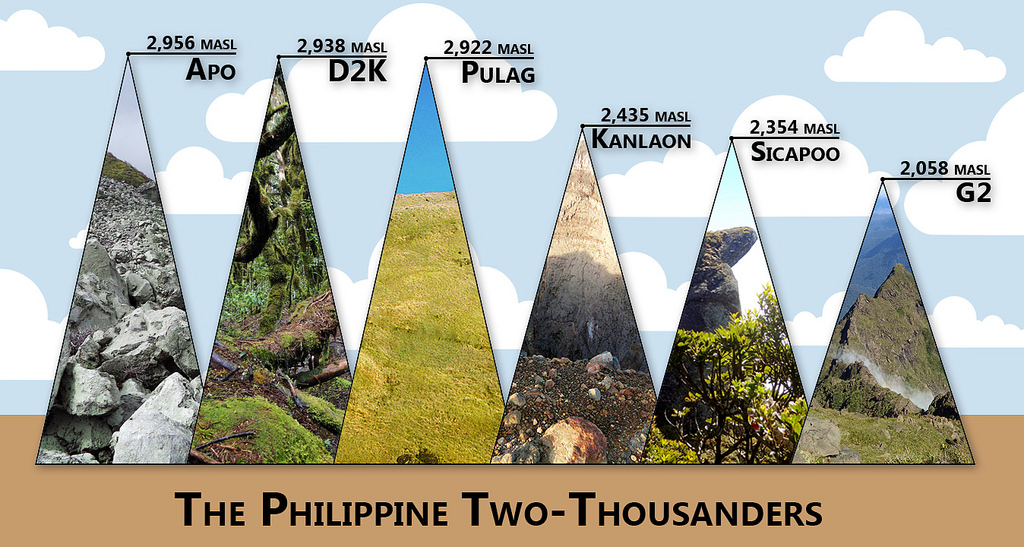 2,956 MASL
APO
2,938 MASL
D2K
2,922 MASL
PULAG
2,435 MASL
KANLAON
2,354 MASL
SICAPOO
2,058 MASL
G2
THE PHILIPPINE TWO-THOUSANDERS